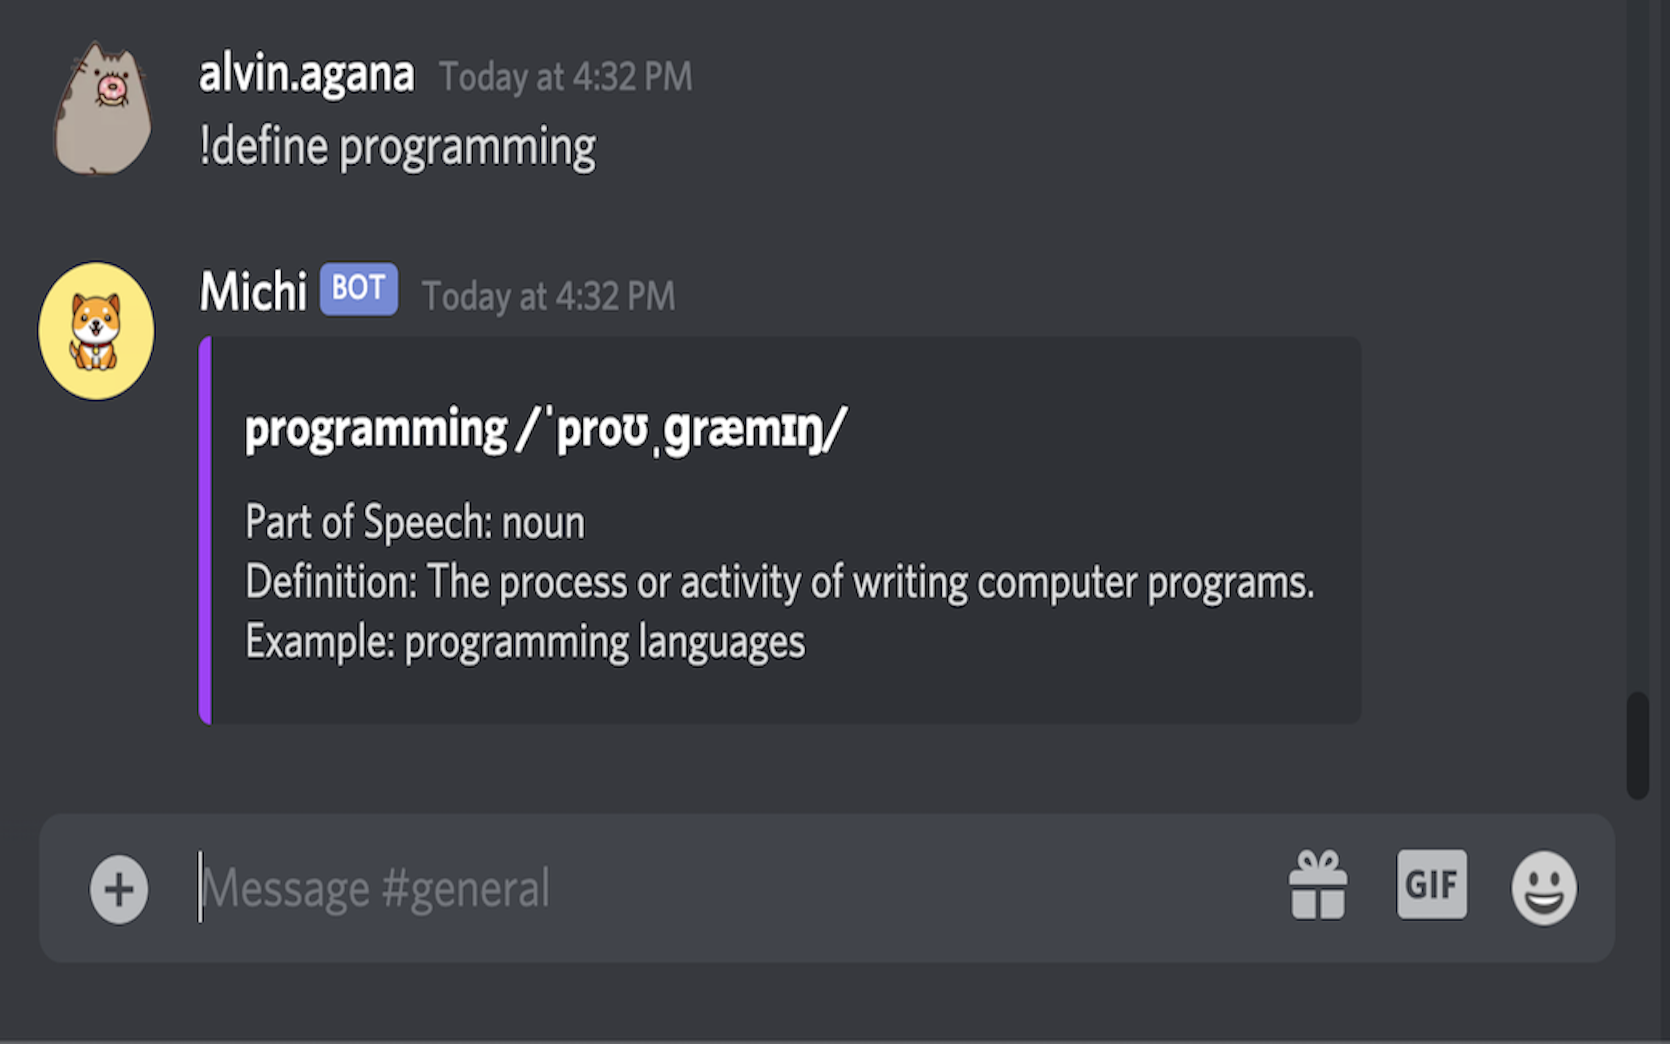 alvin.agana Today at 4:32 PM
!define programming
Michi BOT Today at 4:32 PM
programming /ˈproʊˌɡræmɪŋ/
Part of Speech: noun
Definition: The process or activity of writing computer programs.
Example: programming languages
Message #general
GIF